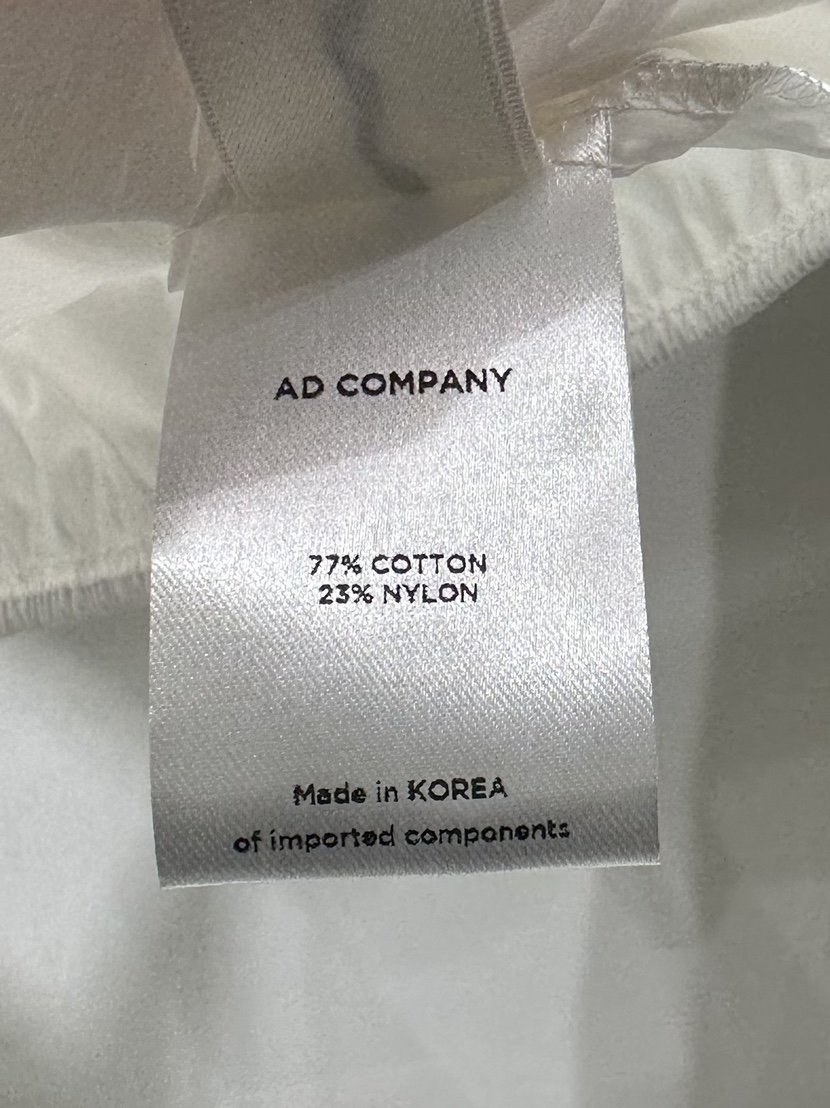 AD COMPANY
77% COTTON
23% NYLON
Made in KOREA
of imported components